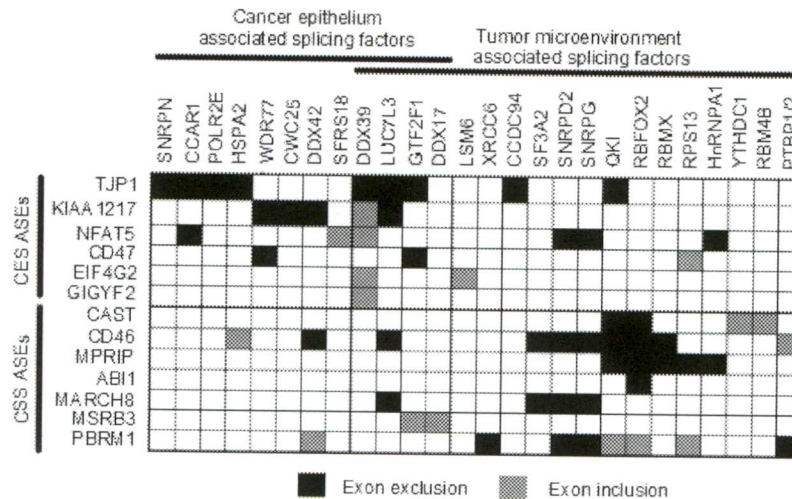 Cancer epithelium
associated splicing factors
Tumor microenvironment
associated splicing factors
SNRPN
CCAR1
POLR2E
HSPA2
WDR77
CWC25
DDX42
SFRS18
DDX39
LUC7L3
GTF2F1
DDX17
LSM6
XRCC6
CCDC94
SF3A2
SNRPD2
SNRPG
QKI
RBFOX2
RBMX
RPS13
HnRNPA1
YTHDC1
RBM4B
PTBP1/2
CES ASEs
TJP1
KIAA1217
NFAT5
CD47
EIF4G2
GIGYF2
CSS ASEs
CAST
CD46
MPRIP
ABI1
MARCH8
MSRB3
PBRM1
Exon exclusion
Exon inclusion